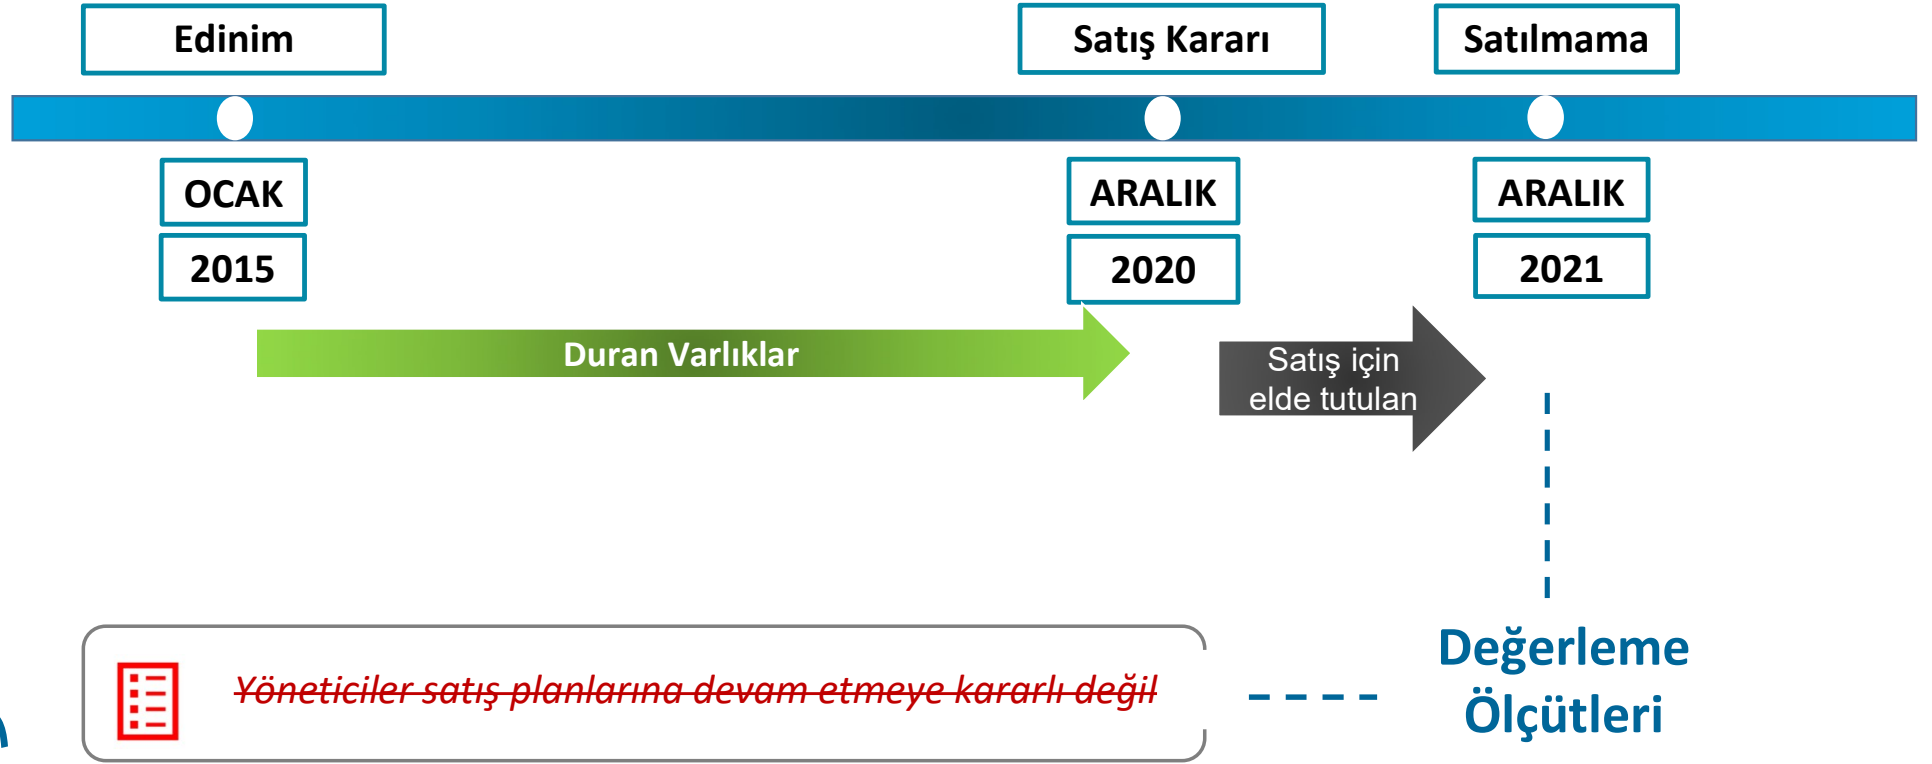 Edinim
Satış Kararı
Satılmama
OCAK
2015
ARALIK
2020
ARALIK
2021
Duran Varlıklar
Satış için
elde tutulan
Yöneticiler satış planlarına devam etmeye kararlı değil
Değerleme
Ölçütleri